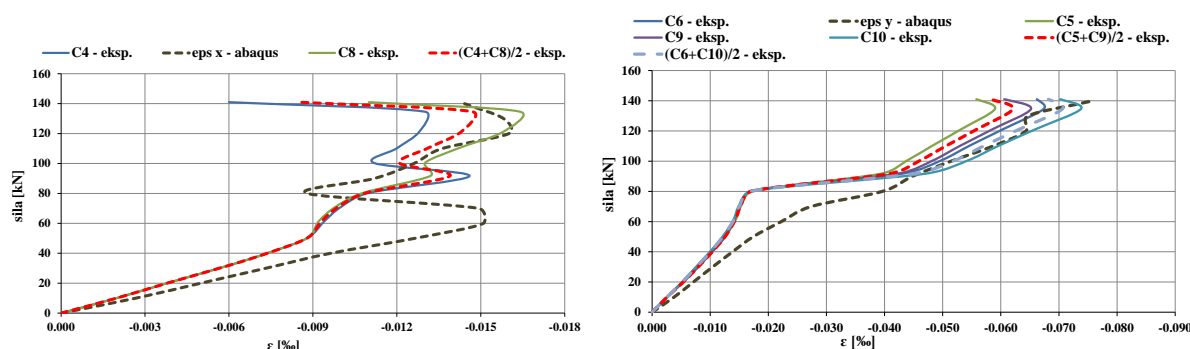 C4 - eksp. eps x - abaqus C8 - eksp. (C4+C8)/2 - eksp.
160
140
120
100
80
60
40
20
0
sila [kN]
0.000 -0.003 -0.006 -0.009 -0.012 -0.015 -0.018
ε [‰]
C6 - eksp. eps y - abaqus C5 - eksp.
C9 - eksp. C10 - eksp. (C5+C9)/2 - eksp.
(C6+C10)/2 - eksp.
160
140
120
100
80
60
40
20
0
sila [kN]
0.000 -0.010 -0.020 -0.030 -0.040 -0.050 -0.060 -0.070 -0.080 -0.090
ε [‰]